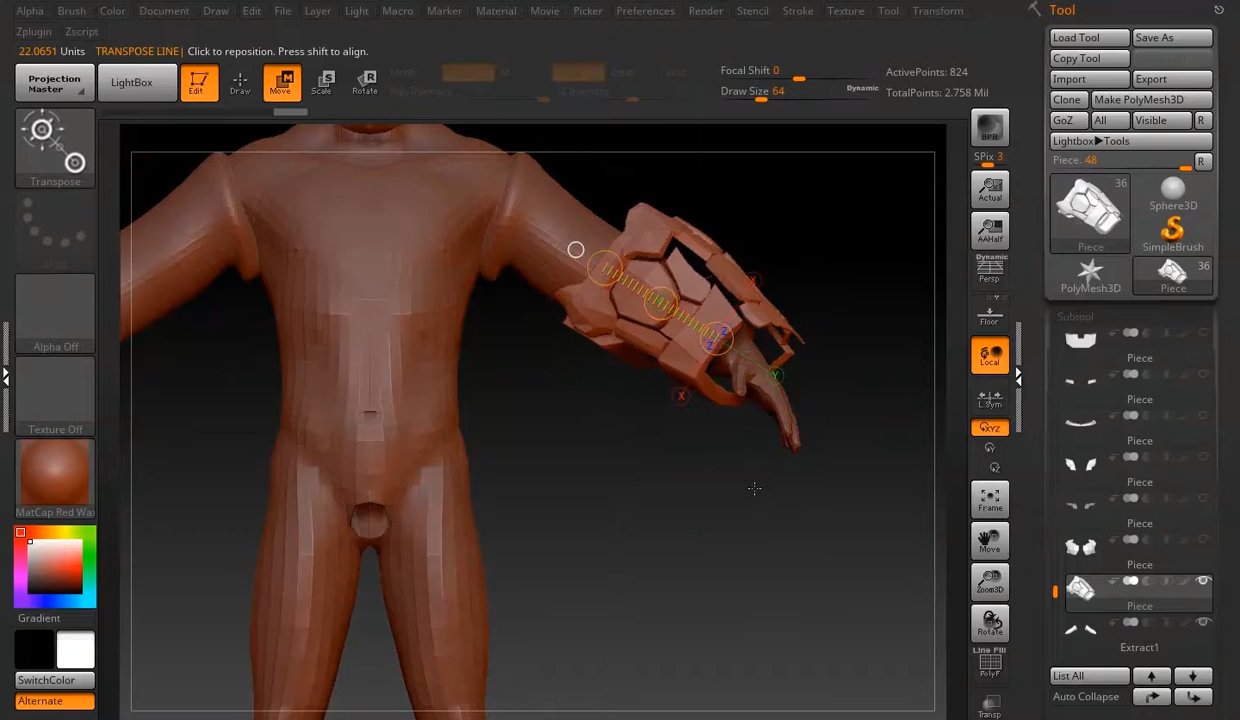 Alpha Brush Color Document Draw Edit File Layer Light Macro Marker Material Movie Picker Preferences Render Stencil Stroke Texture Tool Transform
Tool
Zplugin Zscript
22.0651 Units TRANSPOSE LINE| Click to reposition. Press shift to align.
Load Tool Save As
Copy Tool
Import Export
Clone Make PolyMesh3D
GoZ All Visible R
Lightbox▶Tools
Piece. 48 R
Projection Master
LightBox
Edit
Draw
M
Move
S
Scale
R
Rotate
Focal Shift 0
Draw Size 64
Dynamic
ActivePoints: 824
TotalPoints: 2.758 Mil
Transpose
Alpha Off
Texture Off
MatCap Red Wax
Gradient
SwitchColor
Alternate
X
Z
Z
Y
X
BPR
SPix 3
Actual
AAHalf
Dynamic
Persp
Floor
Local
L.Sym
XYZ
Y
Z
Frame
Move
Zoom3D
Rotate
Line Fill
PolyF
Transp
36
Piece
Sphere3D
SimpleBrush
PolyMesh3D
36
Piece
Subtool
Piece
Piece
Piece
Piece
Piece
Piece
Piece
Extract1
List All
Auto Collapse